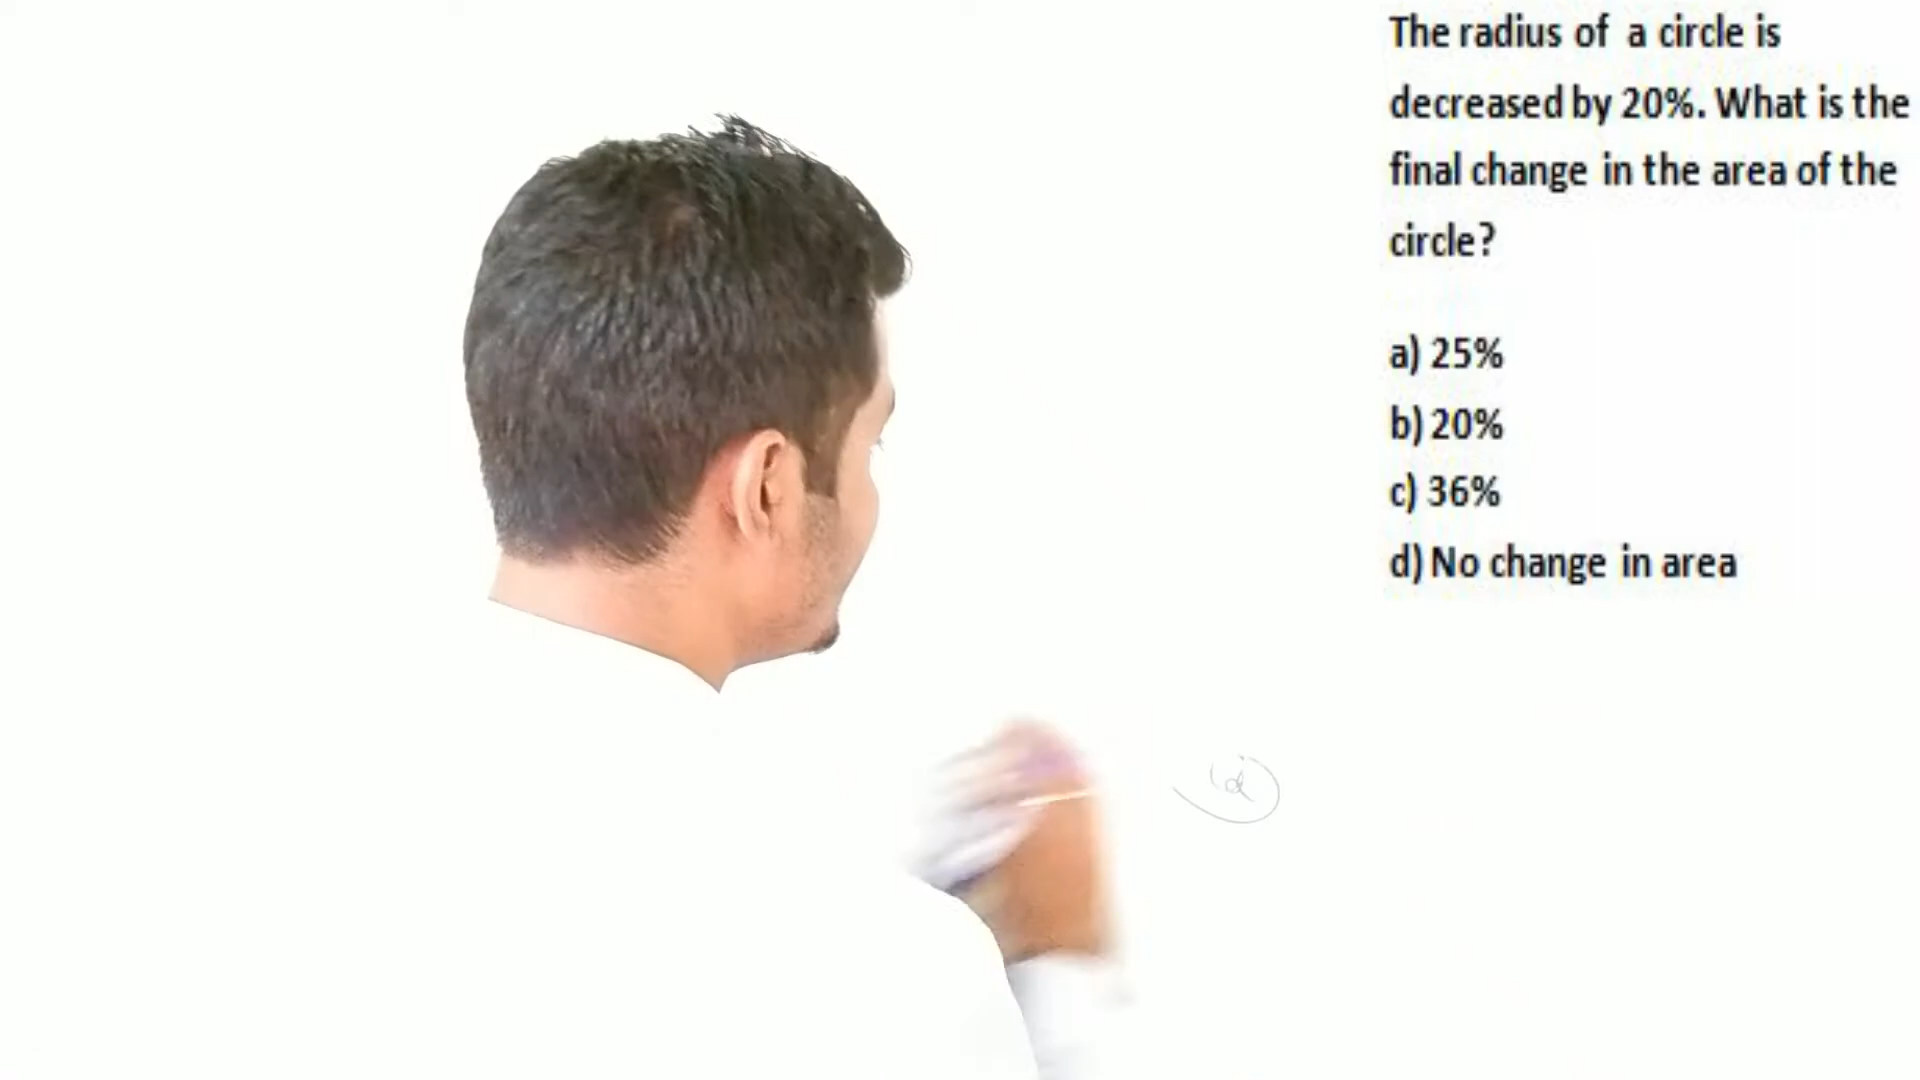 The radius of a circle is
decreased by 20%. What is the
final change in the area of the
circle?
a) 25%
b) 20%
c) 36%
d) No change in area